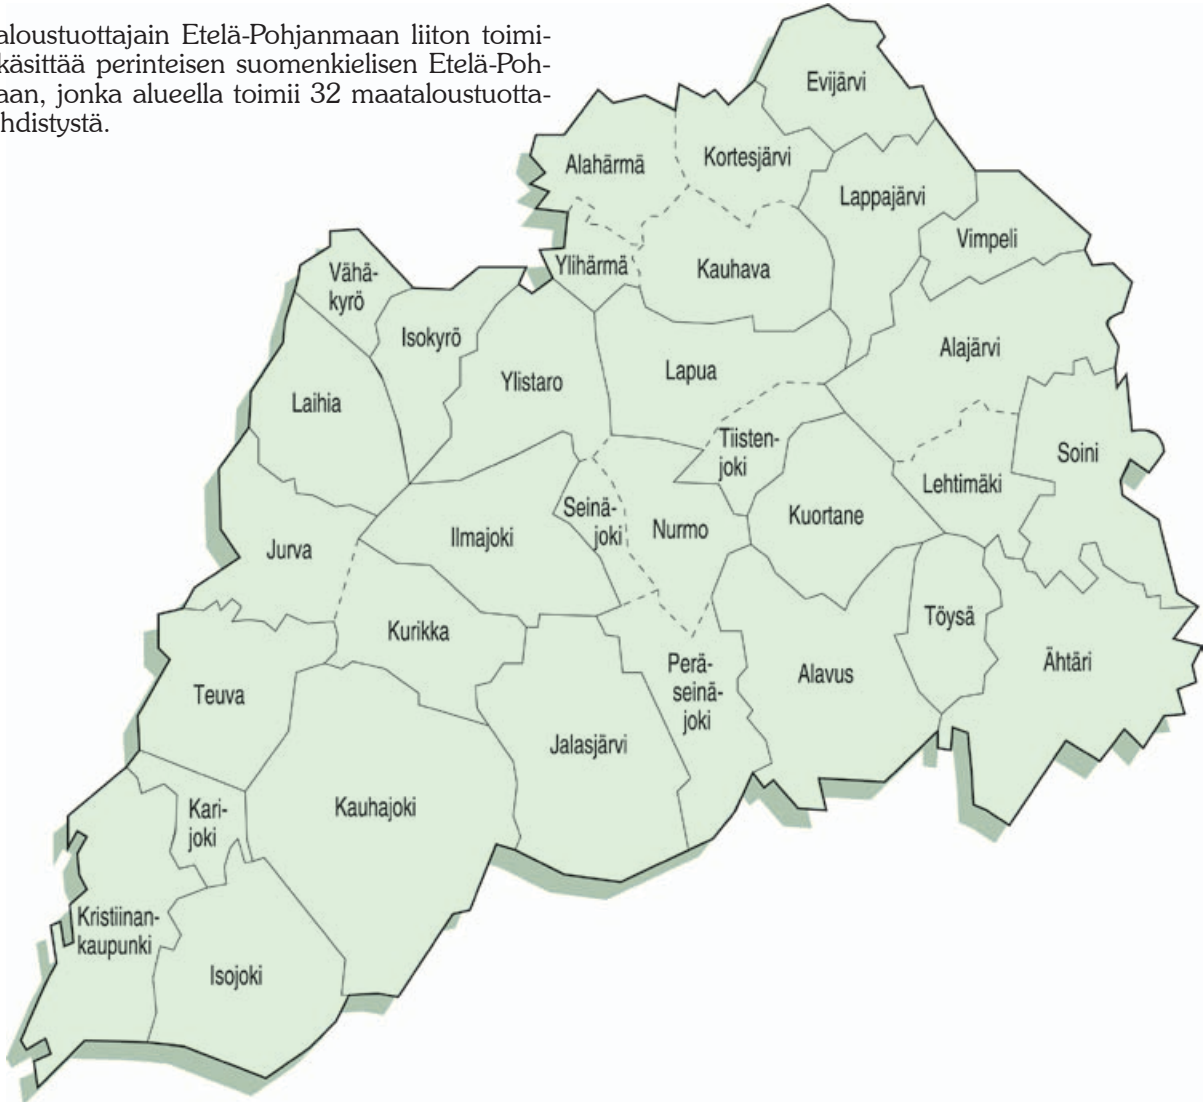 aloustuottajain Etelä-Pohjanmaan liiton toimi-
käsittää perinteisen suomenkielisen Etelä-Poh-
aan, jonka alueella toimii 32 maataloustuotta-
hdistystä.
Evijärvi
Alahärmä
Kortesjärvi
Lappajärvi
Vimpeli
Ylihärmä
Kauhava
Vähä-
kyrö
Isokyrö
Ylistaro
Lapua
Alajärvi
Laihia
Tiisten-
joki
Soini
Lehtimäki
Seinä-
joki
Nurmo
Kuortane
Ilmajoki
Jurva
Kurikka
Töysä
Ähtäri
Perä-
seinä-
joki
Alavus
Teuva
Jalasjärvi
Kari-
joki
Kauhajoki
Kristiinan-
kaupunki
Isojoki